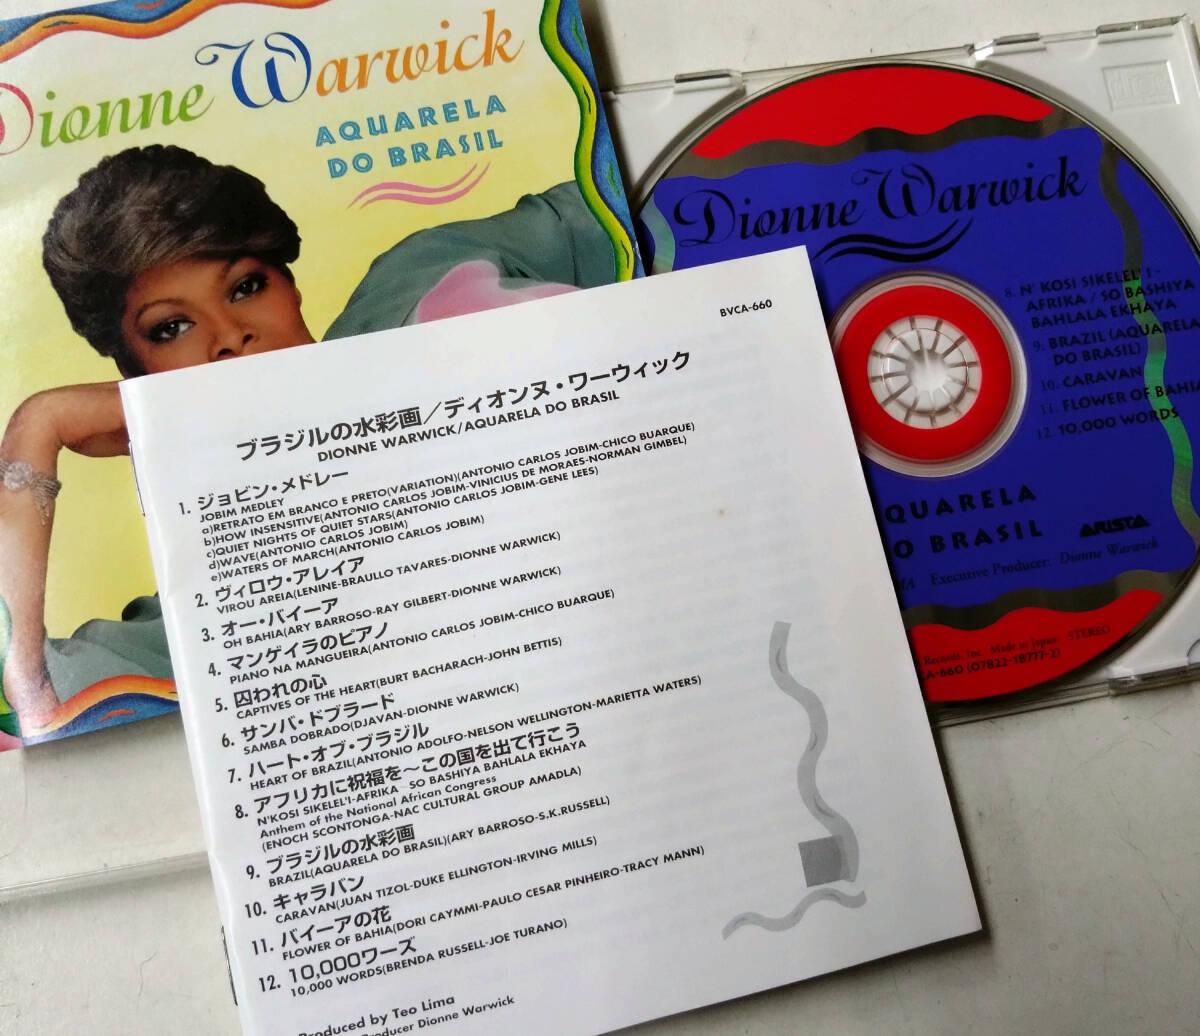 Dionne Warwick
AQUARELA
DO BRASIL
BVCA-660
ブラジルの水彩画／ディオンヌ・ワーウィック
DIONNE WARWICK/AQUARELA DO BRASIL
1. ジョビン・メドレー
JOBIM MEDLEY
a)RETRATO EM BRANCO E PRETO(VARIATION)(ANTONIO CARLOS JOBIM-CHICO BUARQUE)
b)HOW INSENSITIVE(ANTONIO CARLOS JOBIM-VINICIUS DE MORAES-NORMAN GIMBEL)
c)QUIET NIGHTS OF QUIET STARS(ANTONIO CARLOS JOBIM-GENE LEES)
d)WAVE(ANTONIO CARLOS JOBIM)
e)WATERS OF MARCH(ANTONIO CARLOS JOBIM)
2. ヴィロウ・アレイア
VIROU AREIA(LENINE-BRAULLO TAVARES-DIONNE WARWICK)
3. オー・バイーア
OH BAHIA(ARY BARROSO-RAY GILBERT-DIONNE WARWICK)
4. マンゲイラのピアノ
PIANO NA MANGUEIRA(ANTONIO CARLOS JOBIM-CHICO BUARQUE)
5. 囚われの心
CAPTIVES OF THE HEART(BURT BACHARACH-JOHN BETTIS)
6. サンバ・ドブラード
SAMBA DOBRADO(DJAVAN-DIONNE WARWICK)
7. ハート・オブ・ブラジル
HEART OF BRAZIL(ANTONIO ADOLFO-NELSON WELLINGTON-MARIETTA WATERS)
8. アフリカに祝福を〜この国を出て行こう
N'KOSI SIKELEL'I-AFRIKA SO BASHIYA BAHLALA EKHAYA
Anthem of the National African Congress
(ENOCH SCONTONGA-NAC CULTURAL GROUP AMADLA)
9. ブラジルの水彩画
BRAZIL(AQUARELA DO BRASIL)(ARY BARROSO-S.K.RUSSELL)
10. キャラバン
CARAVAN(JUAN TIZOL-DUKE ELLINGTON-IRVING MILLS)
11. バイーアの花
FLOWER OF BAHIA(DORI CAYMMI-PAULO CESAR PINHEIRO-TRACY MANN)
12. 10,000ワーズ
10,000 WORDS(BRENDA RUSSELL-JOE TURANO)
Produced by Teo Lima
Producer Dionne Warwick
Dionne Warwick
8. N' KOSI SIKELEL' I -
AFRIKA / SO BASHIYA
BAHLALA EKHAYA
9. BRAZIL (AQUARELA
DO BRASIL)
10. CARAVAN
11. FLOWER OF BAHIA
12. 10,000 WORDS
QUARELA
O BRASIL
ARISTA
MA Executive Producer: Dionne Warwick
Records, Inc. Made in Japan. STEREO
CA-660 (07822-18777-2)